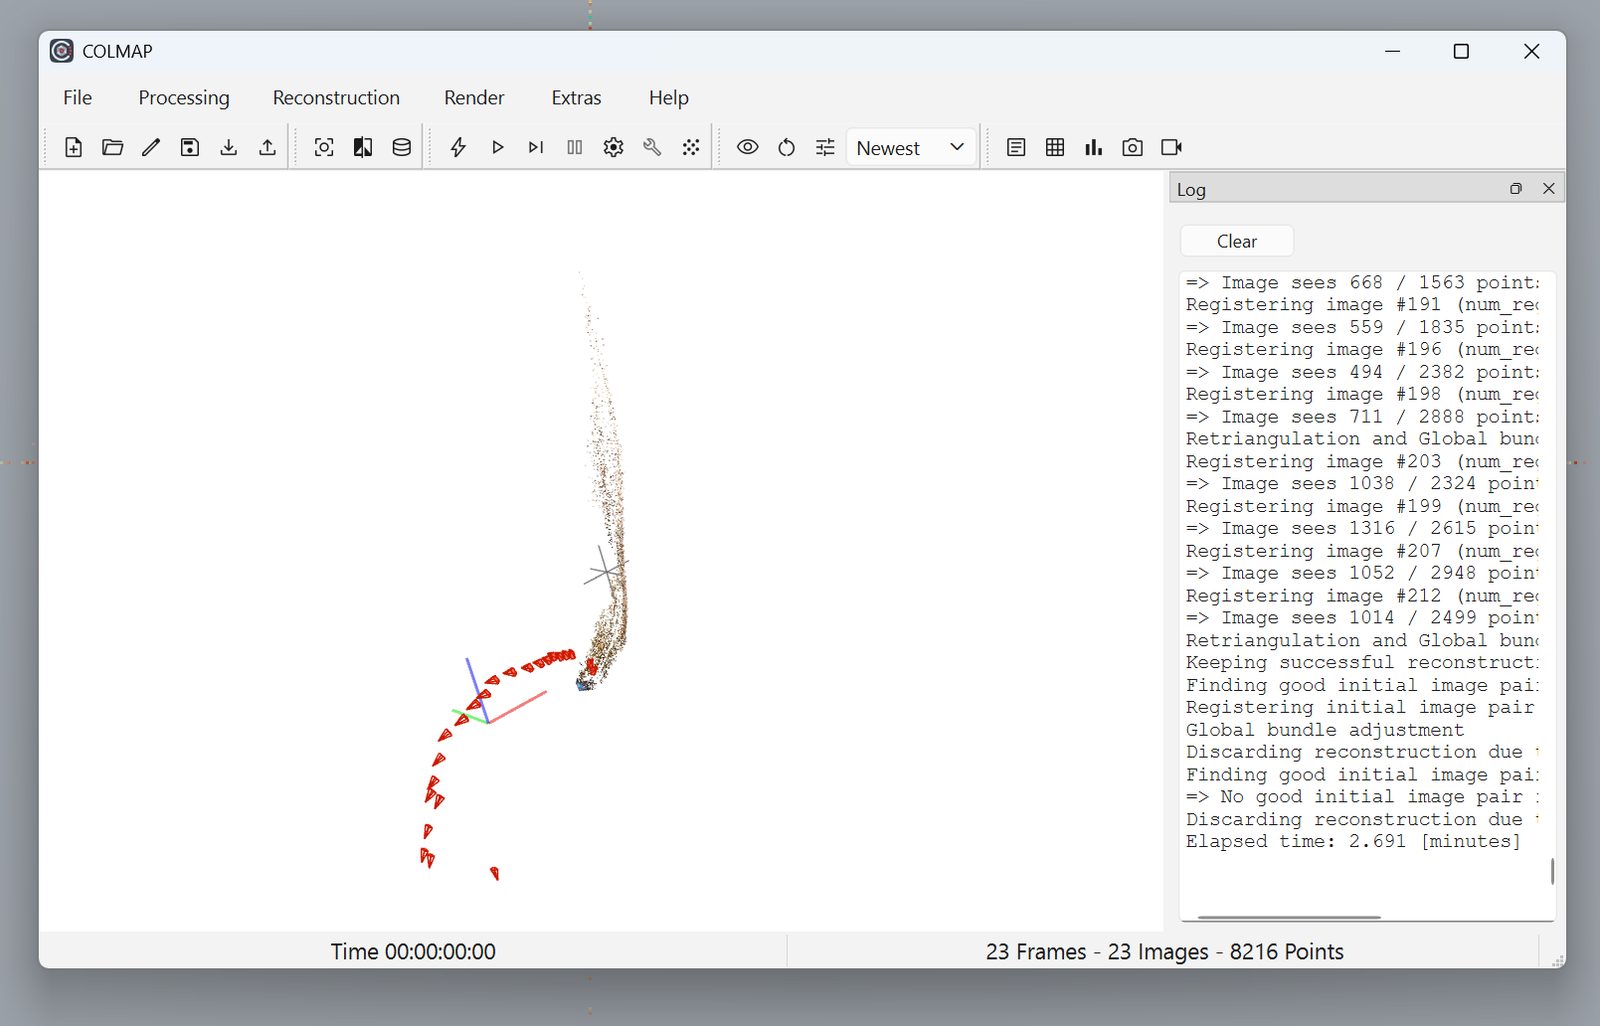 COLMAP
File Processing Reconstruction Render Extras Help
Newest
Log
Clear
=> Image sees 668 / 1563 point
Registering image #191 (num_re
=> Image sees 559 / 1835 point
Registering image #196 (num_re
=> Image sees 494 / 2382 point
Registering image #198 (num_re
=> Image sees 711 / 2888 point
Retriangulation and Global bun
Registering image #203 (num_re
=> Image sees 1038 / 2324 poin
Registering image #199 (num_re
=> Image sees 1316 / 2615 poin
Registering image #207 (num_re
=> Image sees 1052 / 2948 poin
Registering image #212 (num_re
=> Image sees 1014 / 2499 poin
Retriangulation and Global bun
Keeping successful reconstruct
Finding good initial image pai
Registering initial image pair
Global bundle adjustment
Discarding reconstruction due
Finding good initial image pai
=> No good initial image pair
Discarding reconstruction due
Elapsed time: 2.691 [minutes]
Time 00:00:00:00
23 Frames - 23 Images - 8216 Points